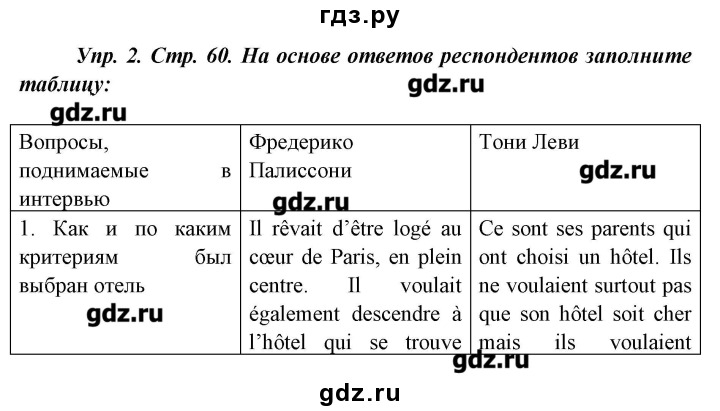 гдз.ру
Упр. 2. Стр. 60. На основе ответов респондентов заполните
таблицу:
gdz.ru
gdz.ru
Вопросы,
поднимаемые в
интервью
Фредерико
Палиссони
gdz.ru
Тони Леви
gdz.ru
1. Как и по каким
критериям был
выбран отель
gdz.ru
Il rêvait d’être logé au
cœur de Paris, en plein
centre. Il voulait
également descendre à
l’hôtel qui se trouve
Ce sont ses parents qui
ont choisi un hôtel. Ils
ne voulaient surtout pas
que son hôtel soit cher
mais ils voulaient
gdz.ru
gdz.ru